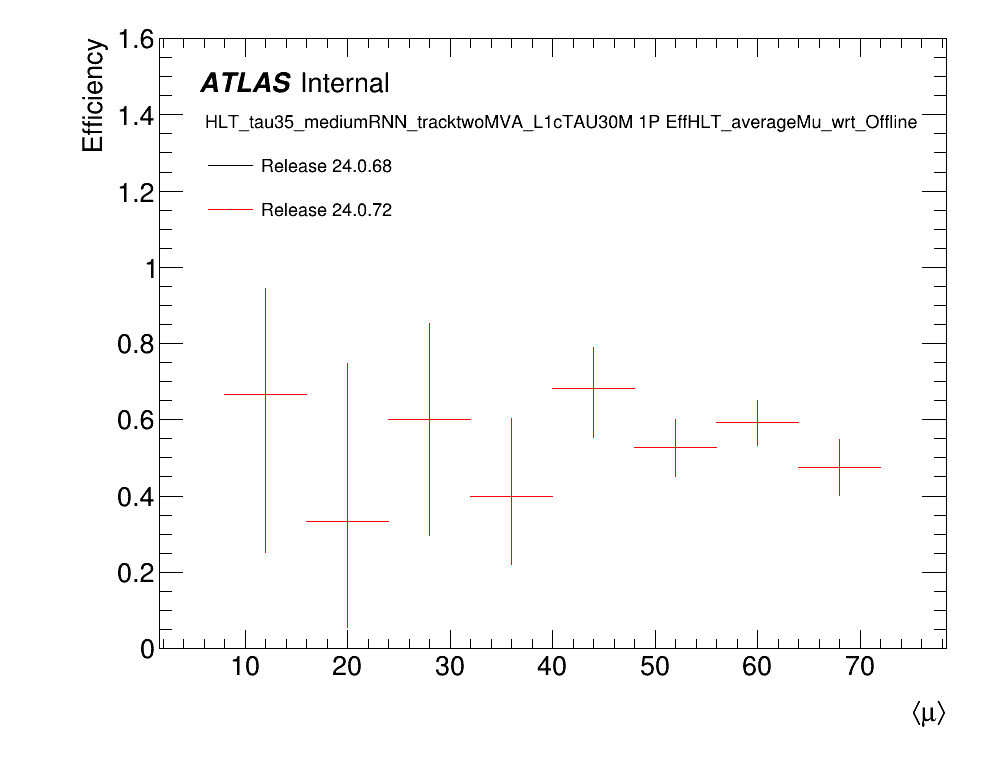 Efficiency
1.6
1.4
1.2
1
0.8
0.6
0.4
0.2
0
ATLAS Internal
HLT_tau35_mediumRNN_tracktwoMVA_L1cTAU30M 1P EffHLT_averageMu_wrt_Offline
Release 24.0.68
Release 24.0.72
10 20 30 40 50 60 70
⟨μ⟩